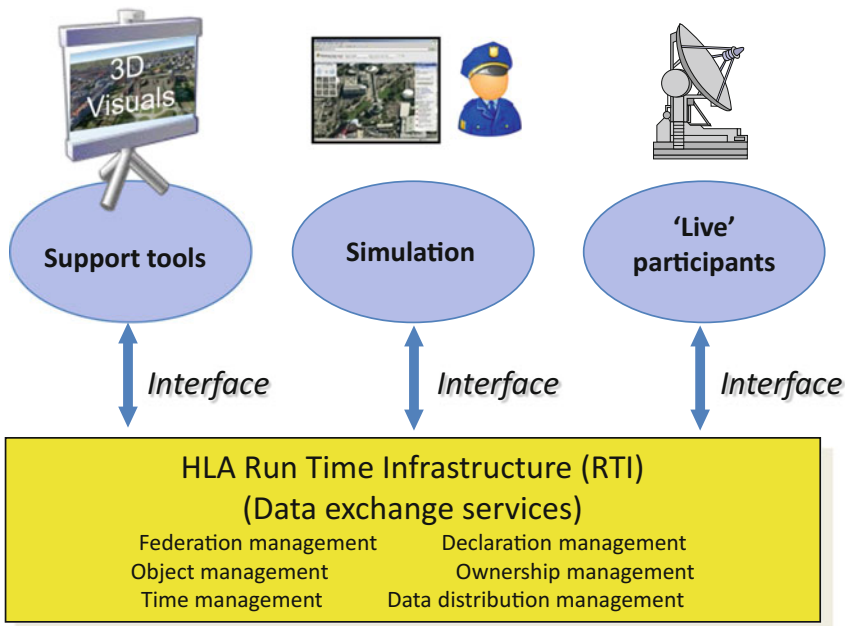 3D
Visuals
Support tools
Simulation
‘Live’
participants
Interface
Interface
Interface
HLA Run Time Infrastructure (RTI)
(Data exchange services)
Federation management Declaration management
Object management Ownership management
Time management Data distribution management